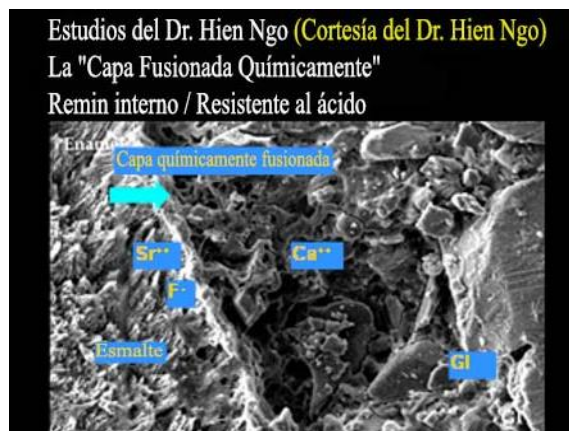 Estudios del Dr. Hien Ngo (Cortesía del Dr. Hien Ngo)
La "Capa Fusionada Químicamente"
Remin interno / Resistente al ácido
Enamel
Capa químicamente fusionada
Sr⁺⁺
Ca⁺⁺
F⁻
Esmalte
GI